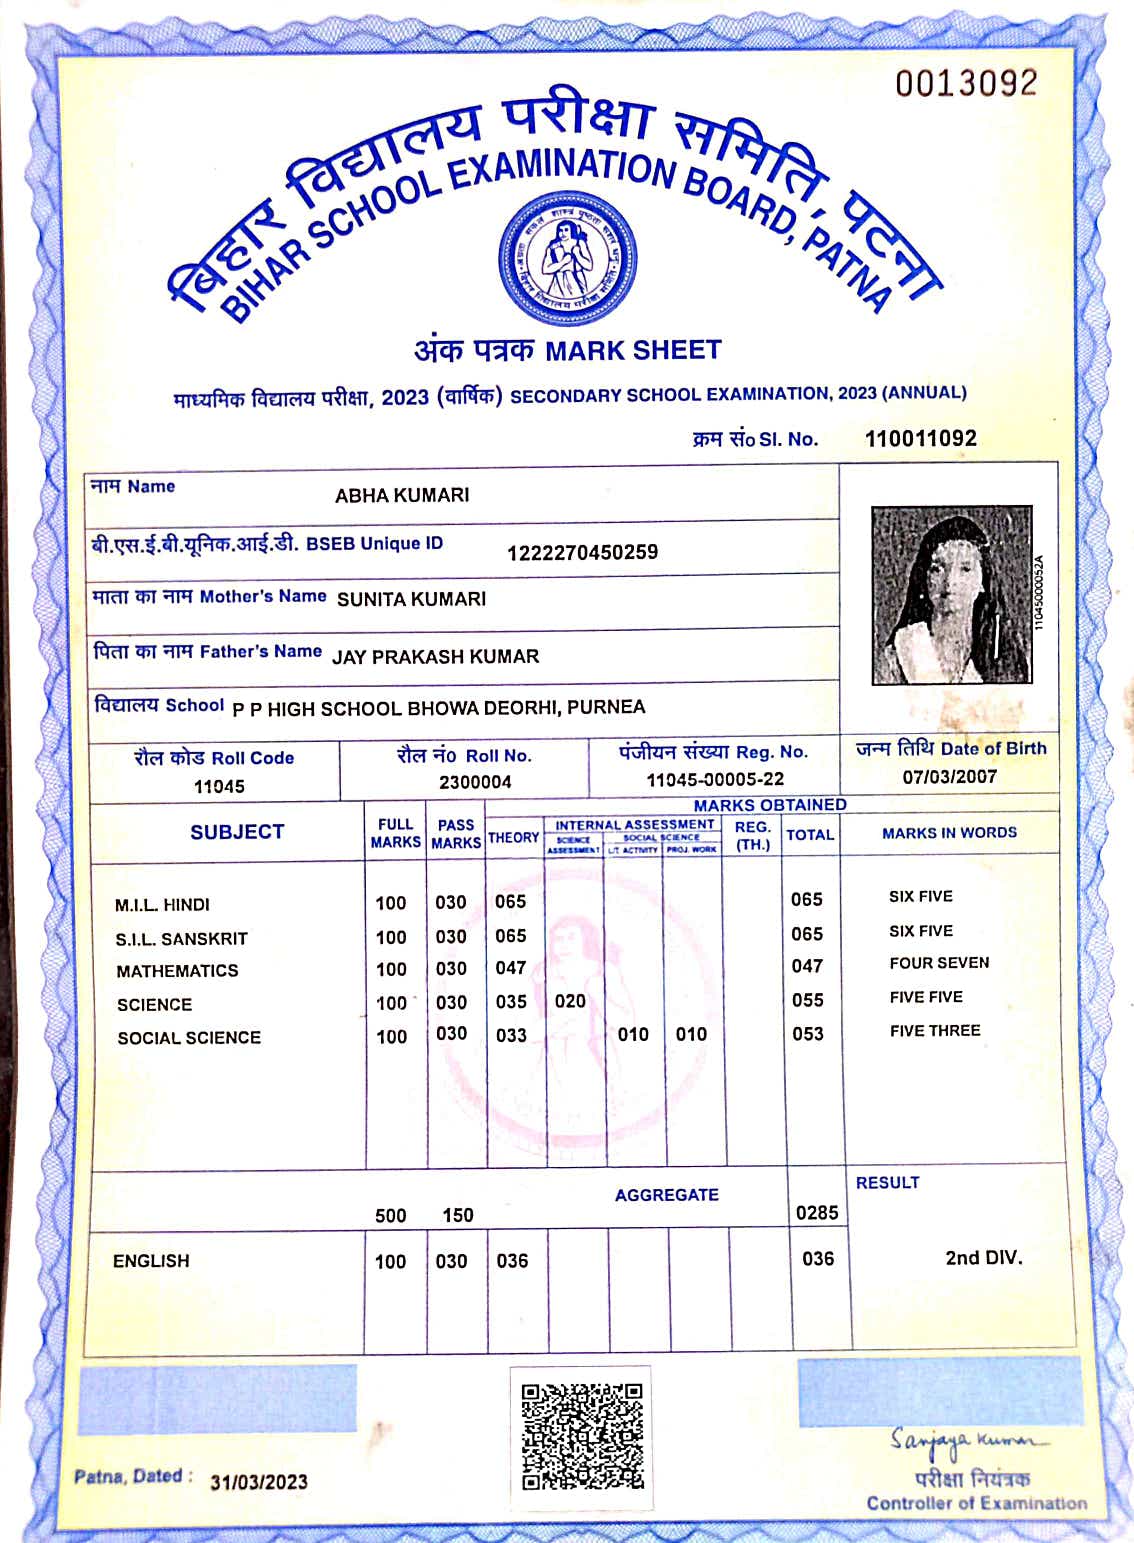 0013092
बिहार विद्यालय परीक्षा समिति, पटना
BIHAR SCHOOL EXAMINATION BOARD, PATNA
अंक पत्रक MARK SHEET
माध्यमिक विद्यालय परीक्षा, 2023 (वार्षिक) SECONDARY SCHOOL EXAMINATION, 2023 (ANNUAL)
क्रम सं० Sl. No. 110011092
नाम Name ABHA KUMARI
बी.एस.ई.बी.यूनिक.आई.डी. BSEB Unique ID 1222270450259
माता का नाम Mother's Name SUNITA KUMARI
पिता का नाम Father's Name JAY PRAKASH KUMAR
विद्यालय School P P HIGH SCHOOL BHOWA DEORHI, PURNEA
1104500052A
रौल कोड Roll Code रौल नं० Roll No. पंजीयन संख्या Reg. No. जन्म तिथि Date of Birth
11045 2300004 11045-00005-22 07/03/2007
MARKS OBTAINED
SUBJECT FULL MARKS PASS MARKS THEORY INTERNAL ASSESSMENT REG. (TH.) TOTAL MARKS IN WORDS
SCIENCE ASSESSMENT SOCIAL SCIENCE
LIT. ACTIVITY PROJ. WORK
M.I.L. HINDI 100 030 065 065 SIX FIVE
S.I.L. SANSKRIT 100 030 065 065 SIX FIVE
MATHEMATICS 100 030 047 047 FOUR SEVEN
SCIENCE 100 030 035 020 055 FIVE FIVE
SOCIAL SCIENCE 100 030 033 010 010 053 FIVE THREE
500 150 AGGREGATE 0285 RESULT
ENGLISH 100 030 036 036 2nd DIV.
Sanjaya Kumar
Patna, Dated : 31/03/2023
परीक्षा नियंत्रक
Controller of Examination